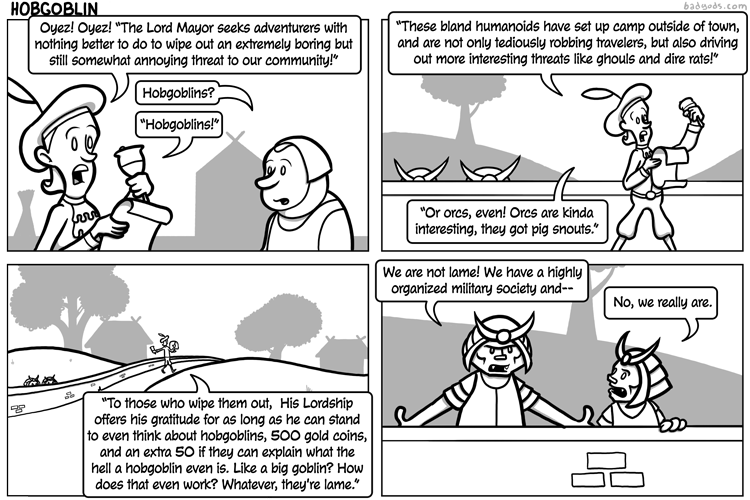 HOBGOBLIN
badgods.com
Oyez! Oyez! "The Lord Mayor seeks adventurers with
nothing better to do to wipe out an extremely boring but
still somewhat annoying threat to our community!"
Hobgoblins?
"Hobgoblins!"
"These bland humanoids have set up camp outside of town,
and are not only tediously robbing travelers, but also driving
out more interesting threats like ghouls and dire rats!"
"Or orcs, even! Orcs are kinda
interesting, they got pig snouts."
"To those who wipe them out, His Lordship
offers his gratitude for as long as he can stand
to even think about hobgoblins, 500 gold coins,
and an extra 50 if they can explain what the
hell a hobgoblin even is. Like a big goblin? How
does that even work? Whatever, they're lame."
We are not lame! We have a highly
organized military society and--
No, we really are.